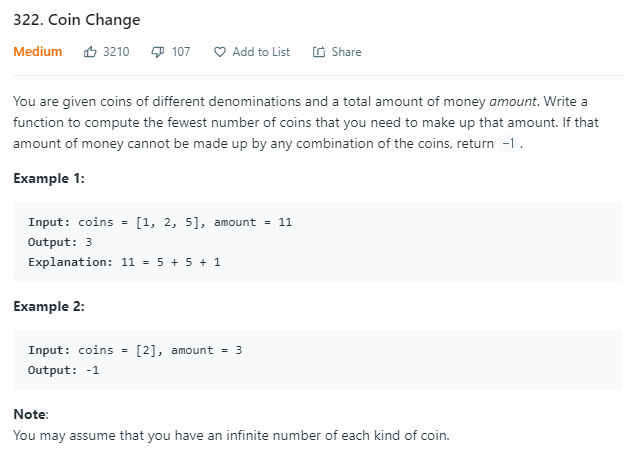 322. Coin Change
Medium 3210 107 Add to List Share
You are given coins of different denominations and a total amount of money amount. Write a
function to compute the fewest number of coins that you need to make up that amount. If that
amount of money cannot be made up by any combination of the coins, return -1 .
Example 1:
Input: coins = [1, 2, 5], amount = 11
Output: 3
Explanation: 11 = 5 + 5 + 1
Example 2:
Input: coins = [2], amount = 3
Output: -1
Note:
You may assume that you have an infinite number of each kind of coin.